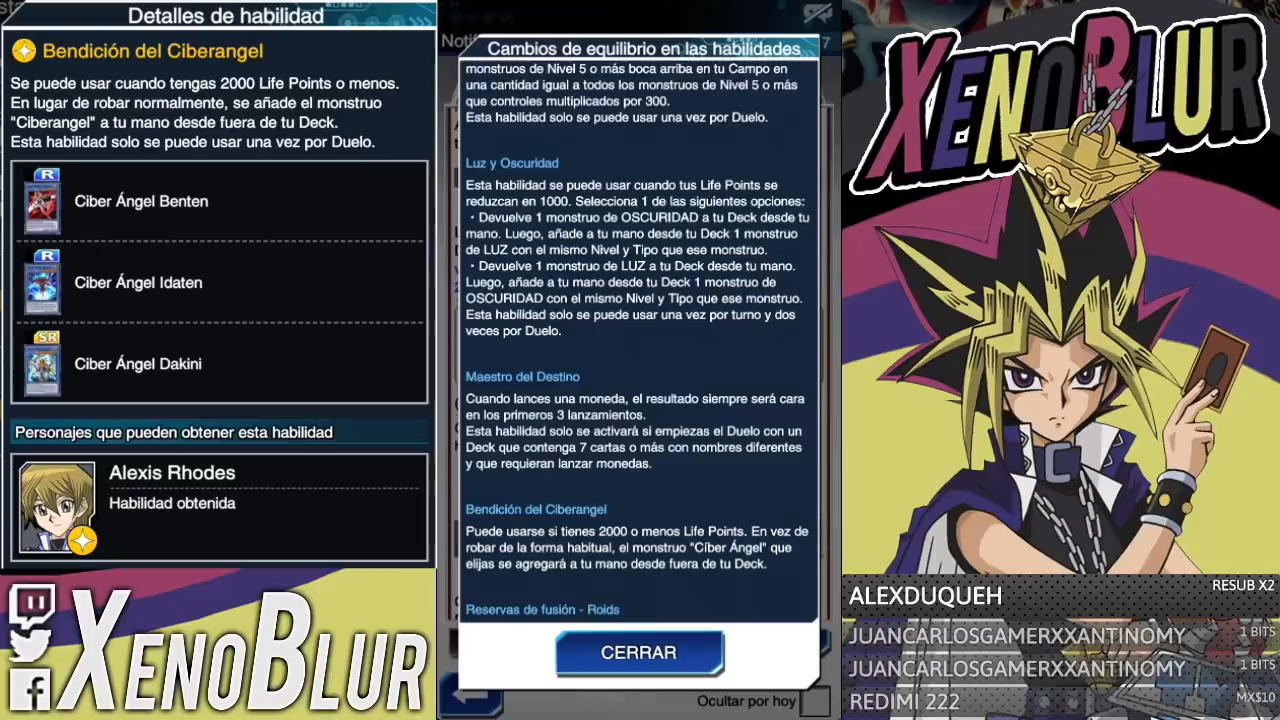 Detalles de habilidad
Bendición del Ciberangel
Se puede usar cuando tengas 2000 Life Points o menos.
En lugar de robar normalmente, se añade el monstruo
"Ciberangel" a tu mano desde fuera de tu Deck.
Esta habilidad solo se puede usar una vez por Duelo.
R
Ciber Ángel Benten
R
Ciber Ángel Idaten
SR
Ciber Ángel Dakini
Personajes que pueden obtener esta habilidad
Alexis Rhodes
Habilidad obtenida
XENOBLUR
Cambios de equilibrio en las habilidades
monstruos de Nivel 5 o más boca arriba en tu Campo en
una cantidad igual a todos los monstruos de Nivel 5 o más
que controles multiplicados por 300.
Esta habilidad solo se puede usar una vez por Duelo.
Luz y Oscuridad
Esta habilidad se puede usar cuando tus Life Points se
reduzcan en 1000. Selecciona 1 de las siguientes opciones:
・Devuelve 1 monstruo de OSCURIDAD a tu Deck desde tu
mano. Luego, añade a tu mano desde tu Deck 1 monstruo
de LUZ con el mismo Nivel y Tipo que ese monstruo.
・Devuelve 1 monstruo de LUZ a tu Deck desde tu mano.
Luego, añade a tu mano desde tu Deck 1 monstruo de
OSCURIDAD con el mismo Nivel y Tipo que ese monstruo.
Esta habilidad solo se puede usar una vez por turno y dos
veces por Duelo.
Maestro del Destino
Cuando lances una moneda, el resultado siempre será cara
en los primeros 3 lanzamientos.
Esta habilidad solo se activará si empiezas el Duelo con un
Deck que contenga 7 cartas o más con nombres diferentes
y que requieran lanzar monedas.
Bendición del Ciberangel
Puede usarse si tienes 2000 o menos Life Points. En vez de
robar de la forma habitual, el monstruo "Cíber Ángel" que
elijas se agregará a tu mano desde fuera de tu Deck.
Reservas de fusión - Roids
CERRAR
Ocultar por hoy
XENOBLUR
ALEXDUQUEH RESUB X2
JUANCARLOSGAMERXXANTINOMY 1 BITS
JUANCARLOSGAMERXXANTINOMY 1 BITS
REDIMI 222 MX$10